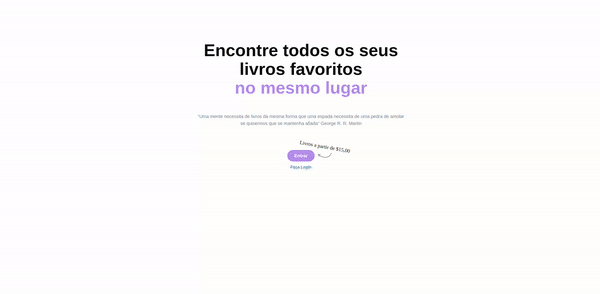 Encontre todos os seus
livros favoritos
no mesmo lugar
"Uma mente necessita de livros da mesma forma que uma espada necessita de uma pedra de amolar
se quisermos que se mantenha afiada" George R. R. Martin
Livros a partir de $15,00
Entrar
Faça Login